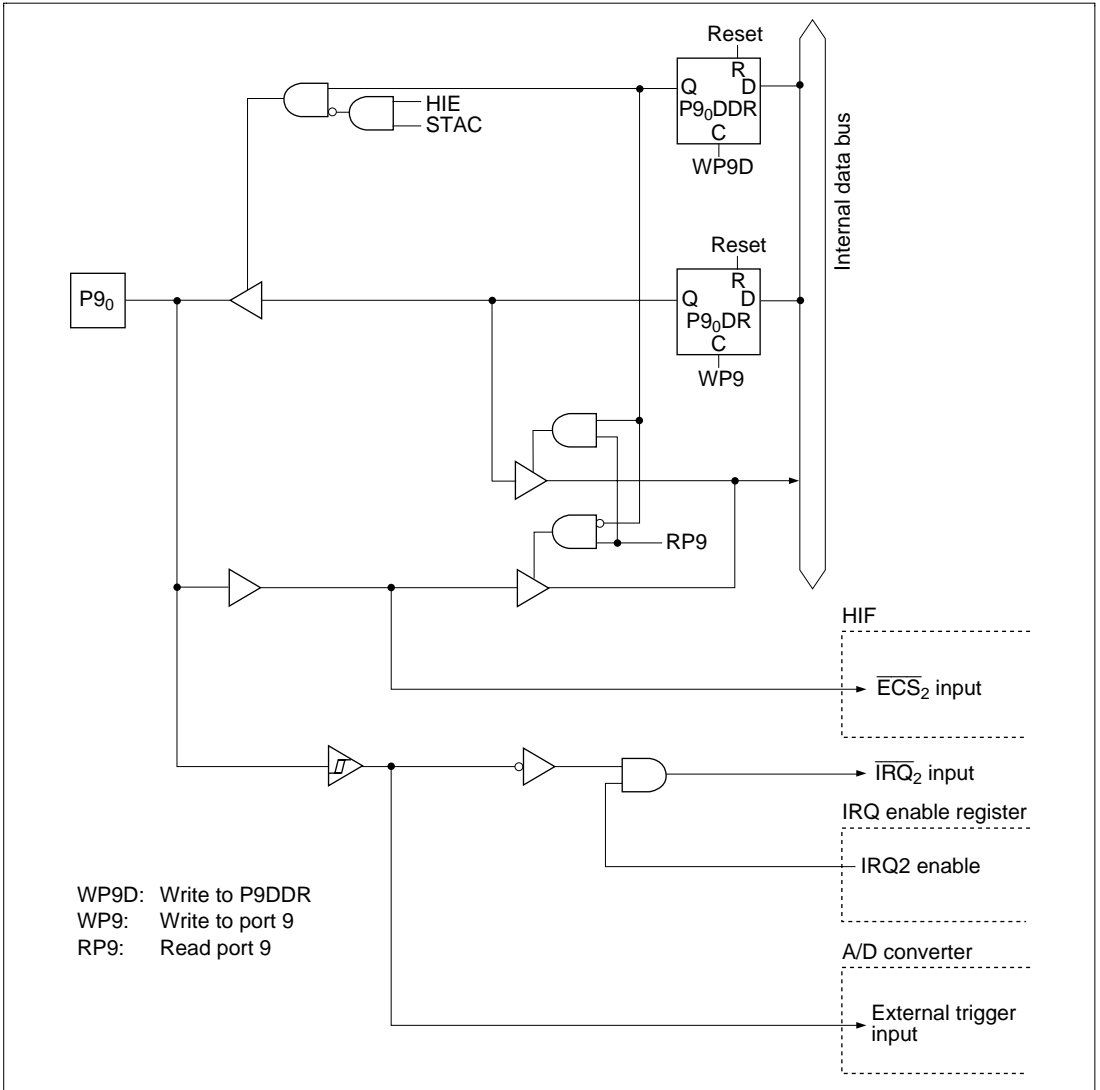 Reset
R
Q D
P9₀DDR
C
WP9D
HIE
STAC
Internal data bus
Reset
R
Q D
P9₀DR
C
WP9
P9₀
RP9
HIF
E̅C̅S̅₂ input
I̅R̅Q̅₂ input
IRQ enable register
IRQ2 enable
WP9D: Write to P9DDR
WP9: Write to port 9
RP9: Read port 9
A/D converter
External trigger
input